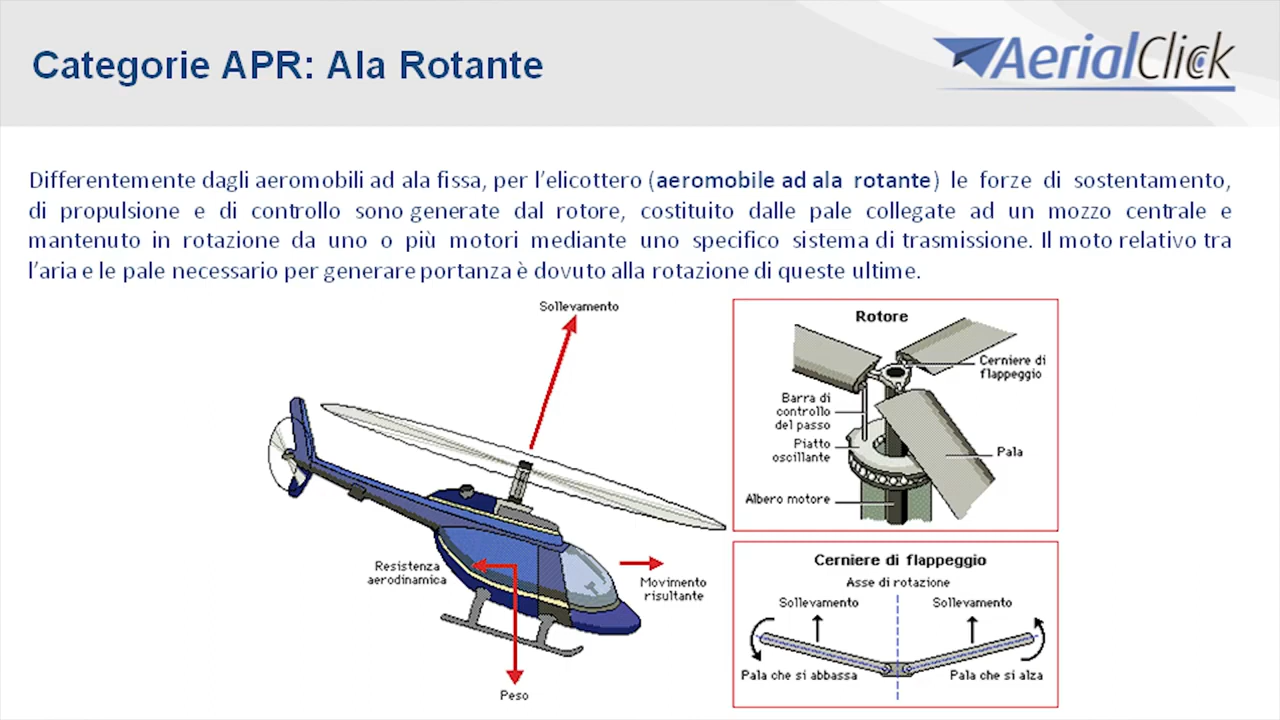 Categorie APR: Ala Rotante
AerialClick
Differentemente dagli aeromobili ad ala fissa, per l'elicottero (aeromobile ad ala rotante) le forze di sostentamento,
di propulsione e di controllo sono generate dal rotore, costituito dalle pale collegate ad un mozzo centrale e
mantenuto in rotazione da uno o più motori mediante uno specifico sistema di trasmissione. Il moto relativo tra
l'aria e le pale necessario per generare portanza è dovuto alla rotazione di queste ultime.
Sollevamento
Resistenza
aerodinamica
Movimento
risultante
Peso
Rotore
Cerniere di
flappeggio
Barra di
controllo
del passo
Piatto
oscillante
Pala
Albero motore
Cerniere di flappeggio
Asse di rotazione
Sollevamento
Sollevamento
Pala che si abbassa
Pala che si alza